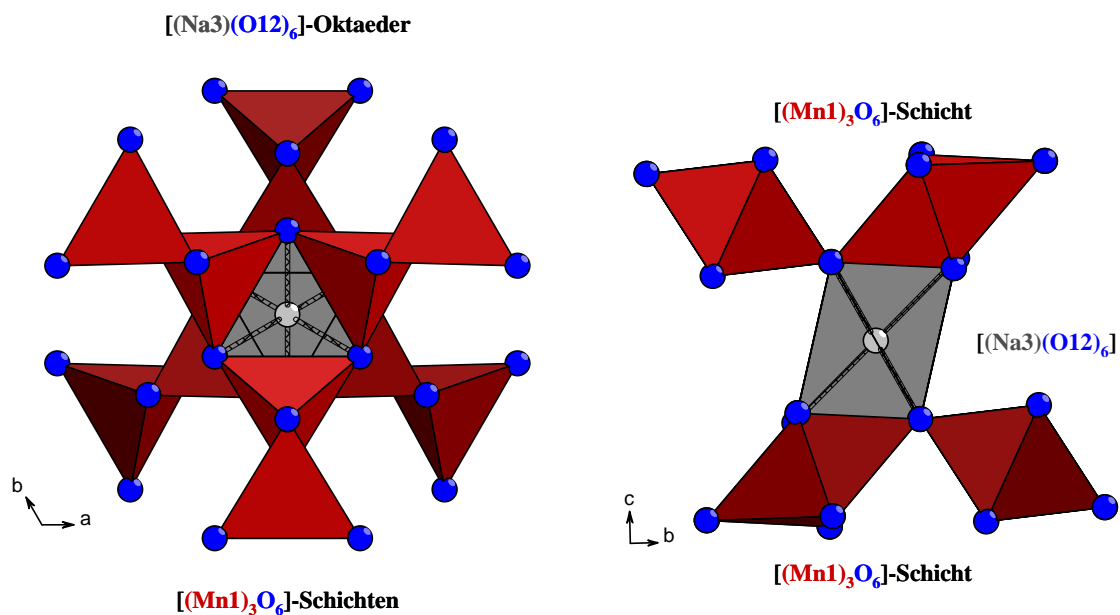 [(Na3)(O12)₆]-Oktaeder
b
a
[(Mn1)₃O₆]-Schichten
[(Mn1)₃O₆]-Schicht
[(Na3)(O12)₆]
c
b
[(Mn1)₃O₆]-Schicht